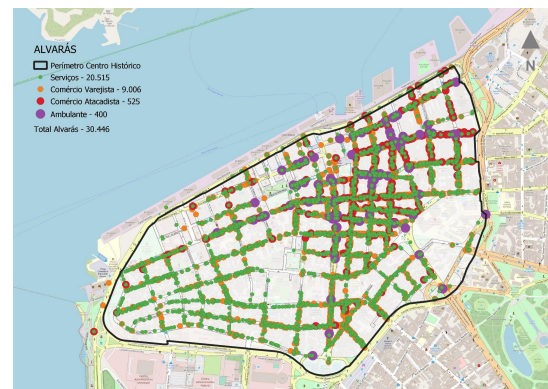 ALVARÁS
Perímetro Centro Histórico
Serviços - 20.515
Comércio Varejista - 9.006
Comércio Atacadista - 525
Ambulante - 400
Total Alvarás - 30.446
N